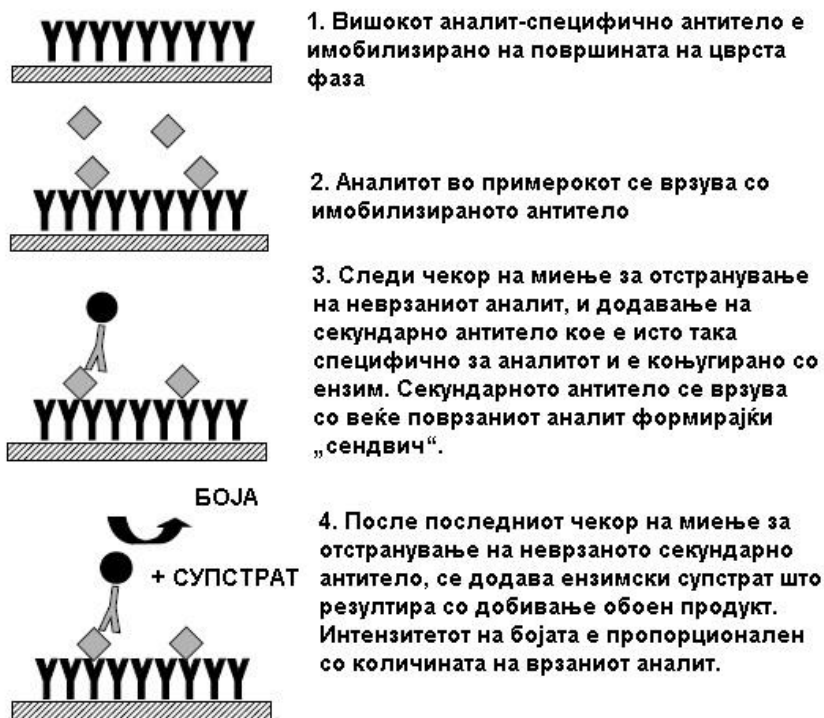 1. Вишокот аналит-специфично антитело е
имобилизирано на површината на цврста
фаза
2. Аналитот во примерокот се врзува со
имобилизираното антитело
3. Следи чекор на миење за отстранување
на неврзаниот аналит, и додавање на
секундарно антитело кое е исто така
специфично за аналитот и е коњугирано со
ензим. Секундарното антитело се врзува
со веќе поврзаниот аналит формирајќи
„сендвич“.
БОЈА
+ СУПСТРАТ
4. После последниот чекор на миење за
отстранување на неврзаното секундарно
антитело, се додава ензимски супстрат што
резултира со добивање обоен продукт.
Интензитетот на бојата е пропорционален
со количината на врзаниот аналит.